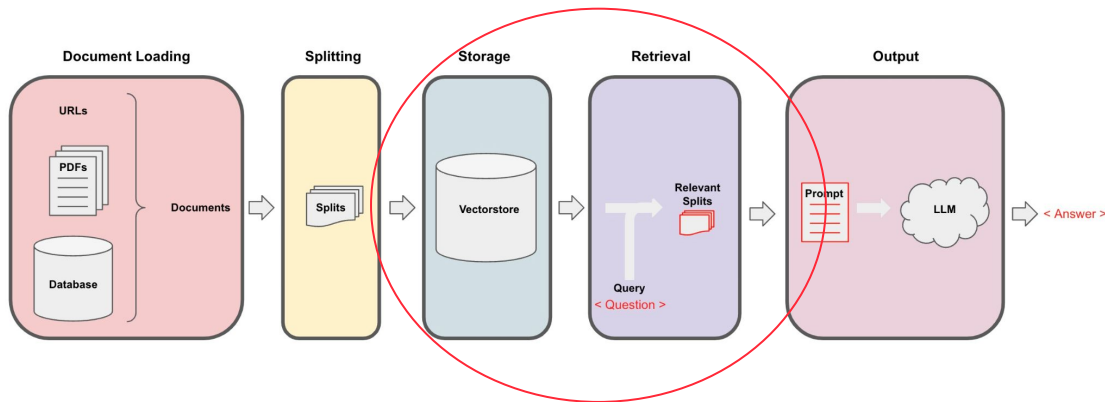 Document Loading
Splitting
Storage
Retrieval
Output
URLs
PDFs
Documents
Database
Splits
Vectorstore
Relevant
Splits
Query
< Question >
Prompt
LLM
< Answer >